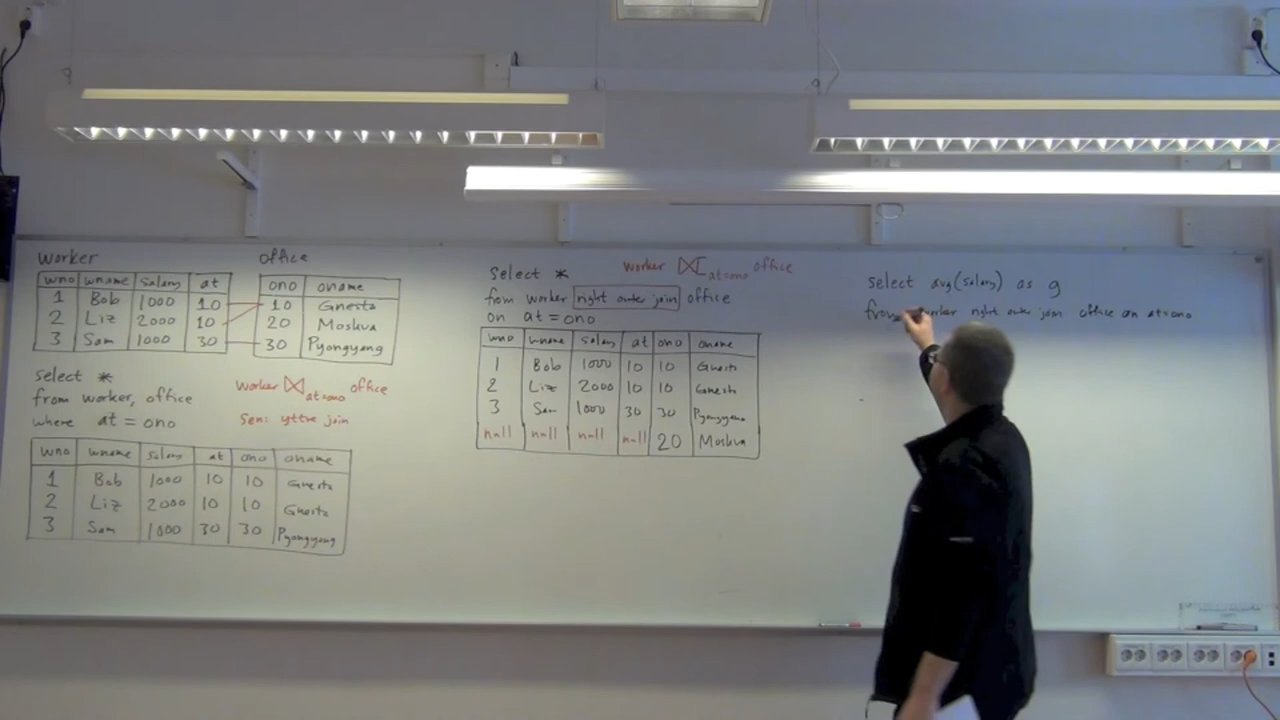 Worker
wno wname salary at
1 Bob 1000 10
2 Liz 2000 10
3 Sam 1000 30
office
ono oname
10 Gnesta
20 Moskva
30 Pyongyang
select *
from worker, office
where at = ono
worker ⋈ at=ono office
Sen: yttre join
wno wname salary at ono oname
1 Bob 1000 10 10 Gnesta
2 Liz 2000 10 10 Gnesta
3 Sam 1000 30 30 Pyongyang
select *
from worker right outer join office
on at = ono
worker ⋈ at=ono office
wno wname salary at ono oname
1 Bob 1000 10 10 Gnesta
2 Liz 2000 10 10 Gnesta
3 Sam 1000 30 30 Pyongyang
null null null null 20 Moskva
select avg(salary) as g
from worker right outer join office on at=ono